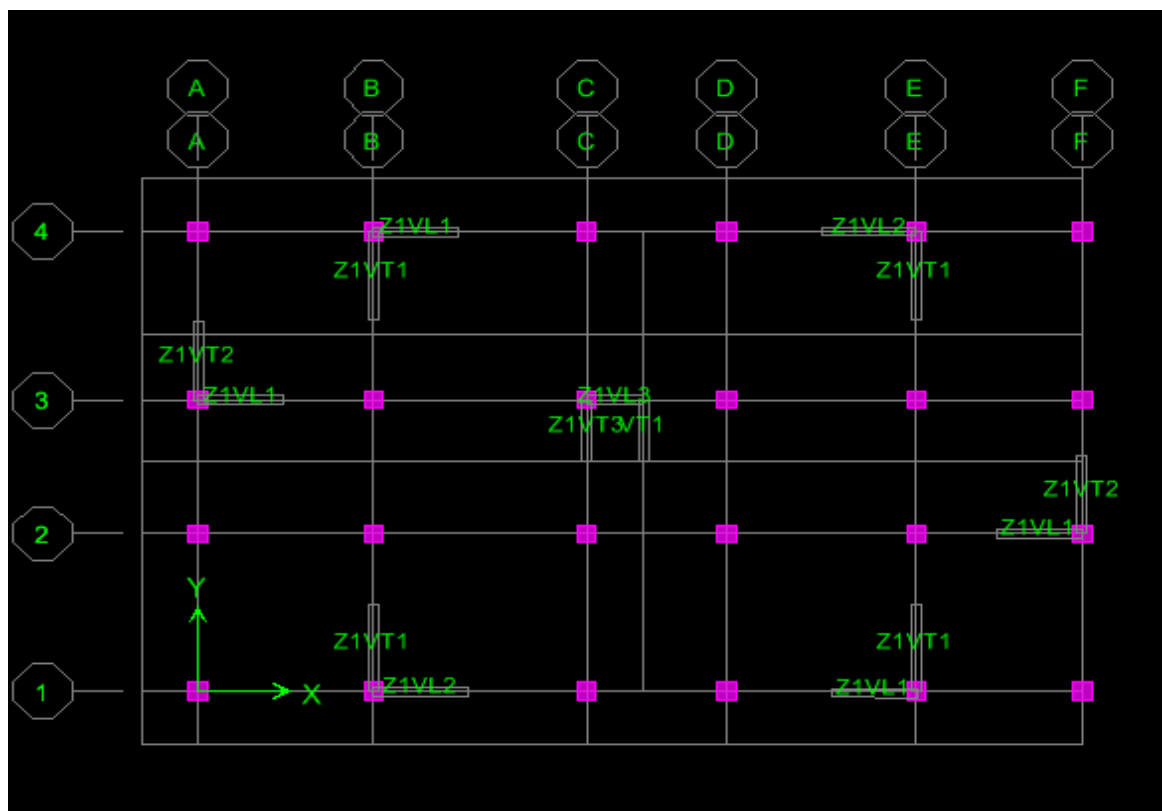 A B C D E F
A B C D E F
4 Z1VL1 Z1VL2
Z1VT1 Z1VT1
Z1VT2
3 Z1VL1 Z1VL3
Z1VT3 VT1
Z1VT2
2 Z1VL1
Y
Z1VT1 Z1VT1
1 Z1VL2 Z1VL1
X